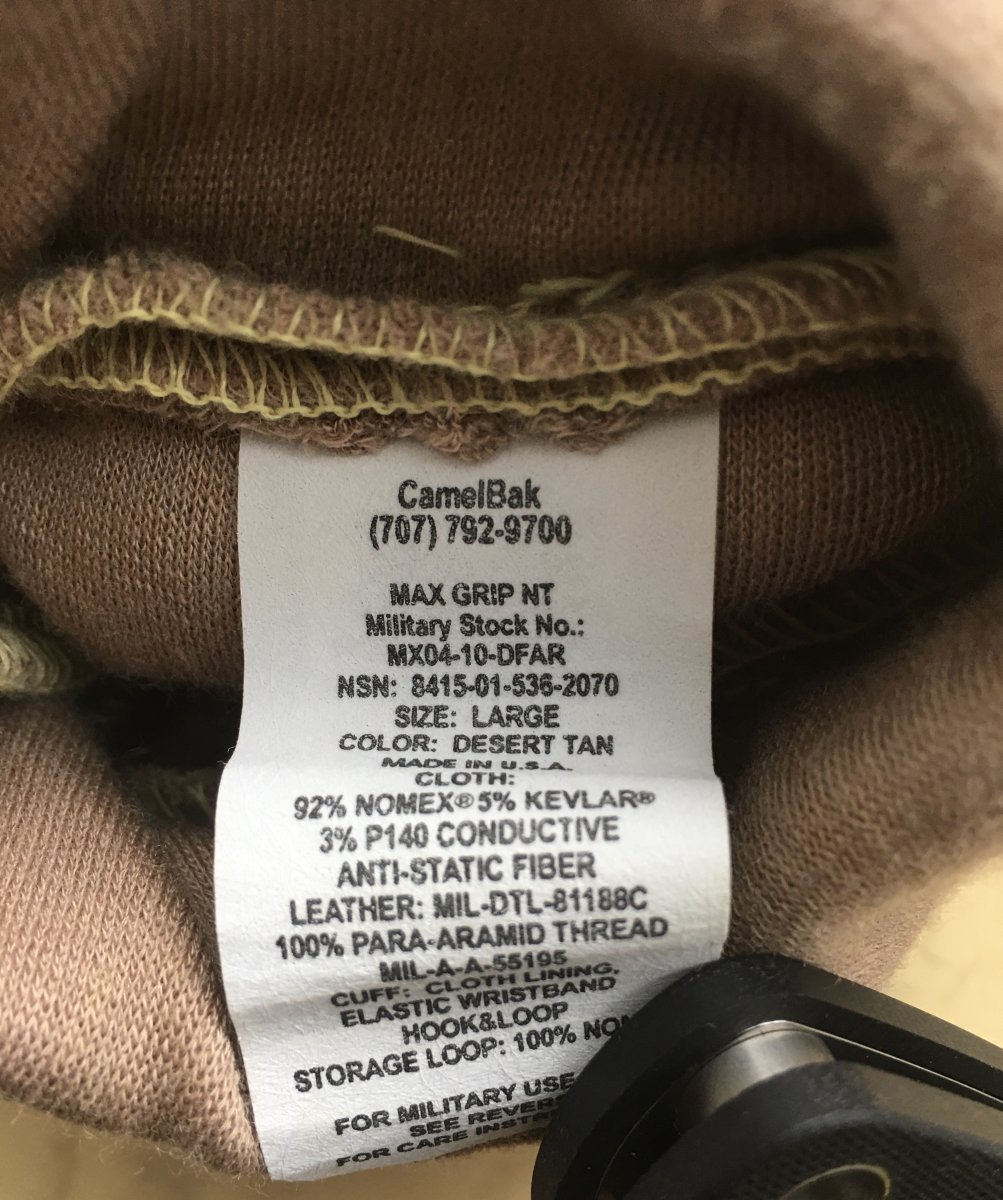 CamelBak
(707) 792-9700
MAX GRIP NT
Military Stock No.:
MX04-10-DFAR
NSN: 8415-01-536-2070
SIZE: LARGE
COLOR: DESERT TAN
MADE IN U.S.A.
CLOTH:
92% NOMEX® 5% KEVLAR®
3% P140 CONDUCTIVE
ANTI-STATIC FIBER
LEATHER: MIL-DTL-81188C
100% PARA-ARAMID THREAD
MIL-A-A-55195
CUFF: CLOTH LINING,
ELASTIC WRISTBAND
HOOK&LOOP
STORAGE LOOP: 100%
FOR MILITARY USE
SEE
FOR CARE